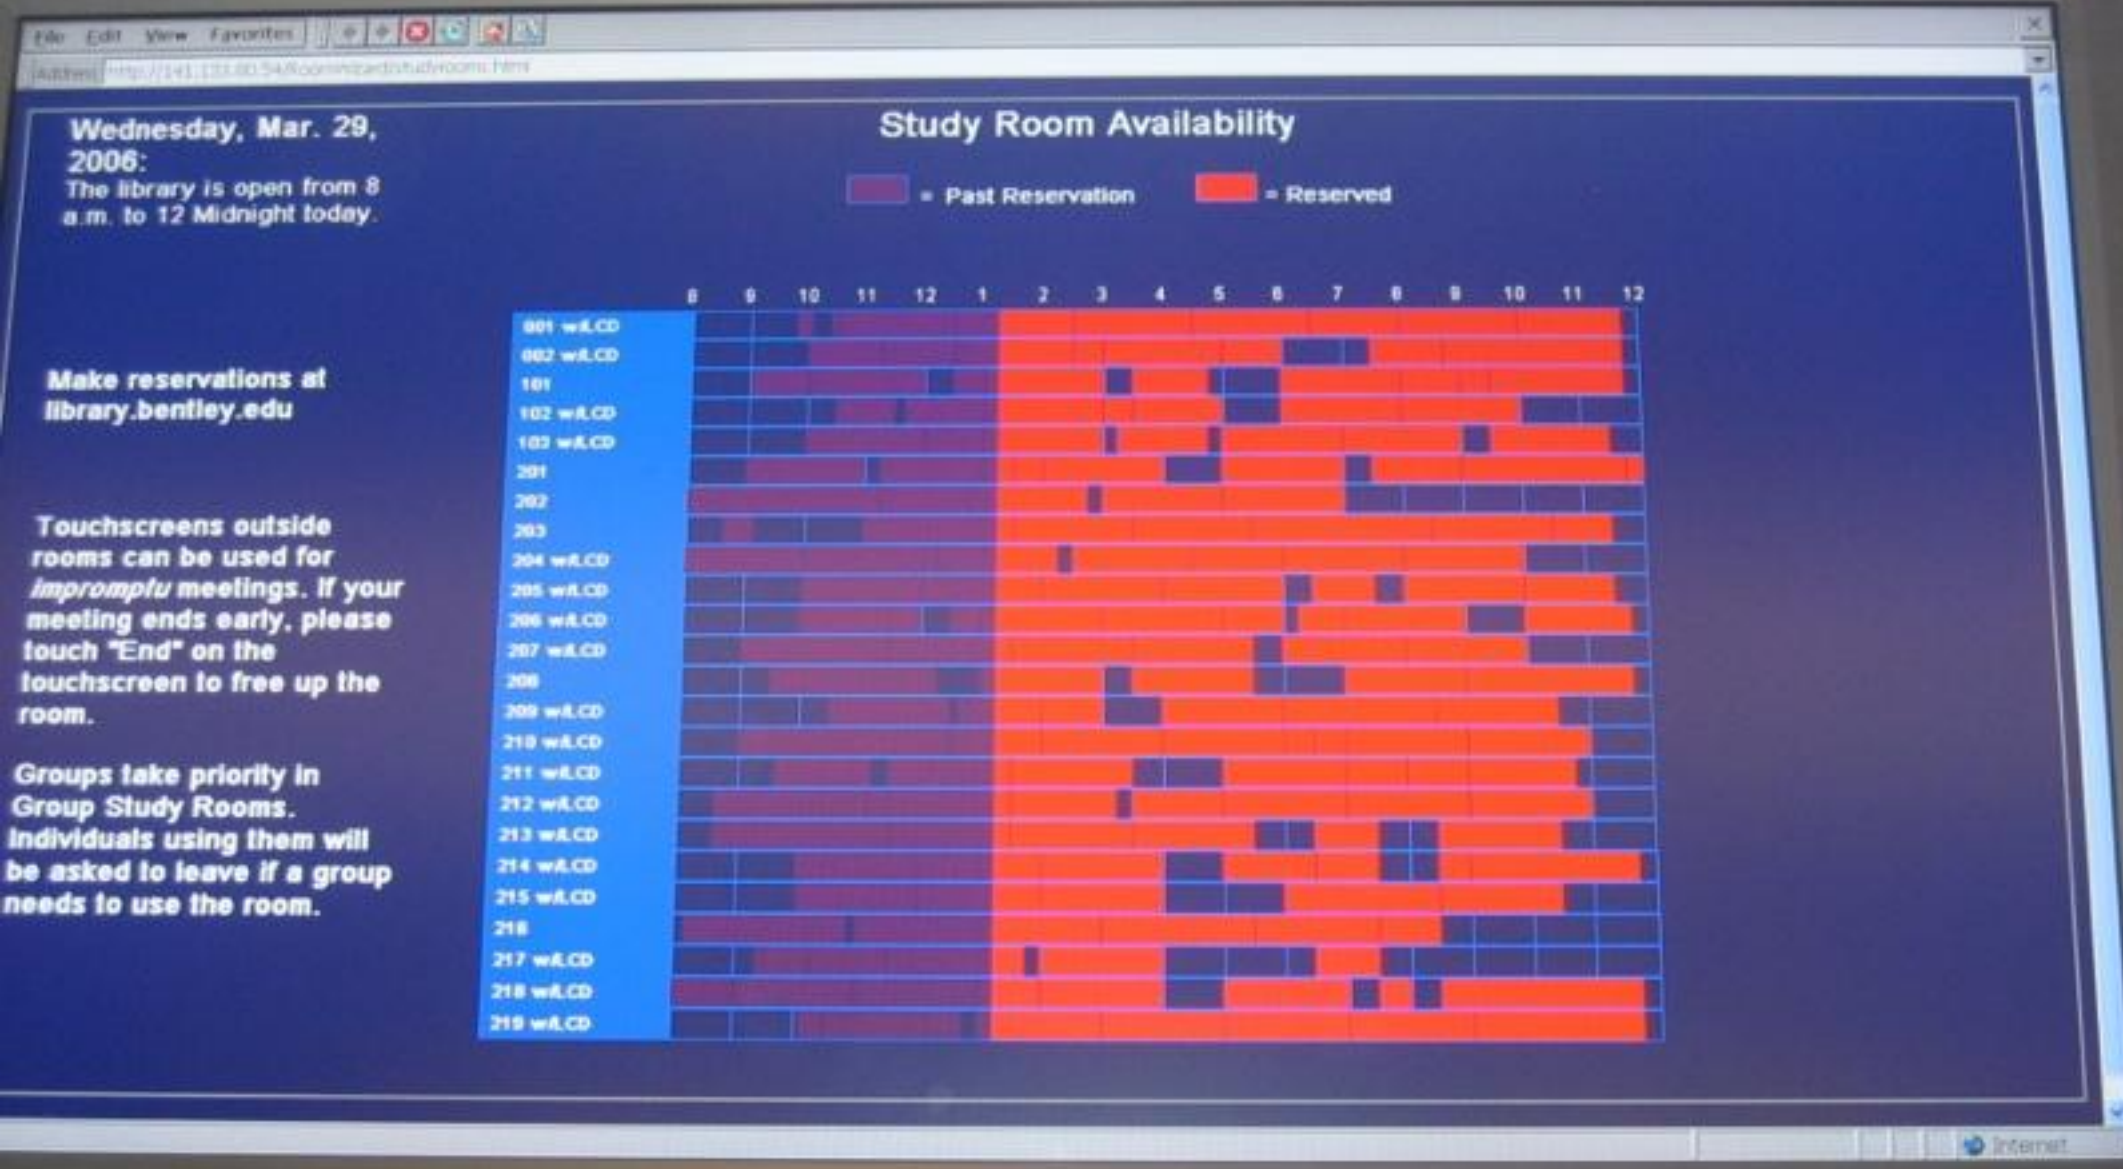 File Edit View Favorites
Address
Wednesday, Mar. 29,
2006:
The library is open from 8
a.m. to 12 Midnight today.
Study Room Availability
= Past Reservation
= Reserved
8 9 10 11 12 1 2 3 4 5 6 7 8 9 10 11 12
001 w/LCD
002 w/LCD
101
102 w/LCD
103 w/LCD
201
202
203
204 w/LCD
205 w/LCD
206 w/LCD
207 w/LCD
208
209 w/LCD
210 w/LCD
211 w/LCD
212 w/LCD
213 w/LCD
214 w/LCD
215 w/LCD
216
217 w/LCD
218 w/LCD
219 w/LCD
Make reservations at
library.bentley.edu
Touchscreens outside
rooms can be used for
impromptu meetings. If your
meeting ends early, please
touch "End" on the
touchscreen to free up the
room.
Groups take priority in
Group Study Rooms.
Individuals using them will
be asked to leave if a group
needs to use the room.
Internet